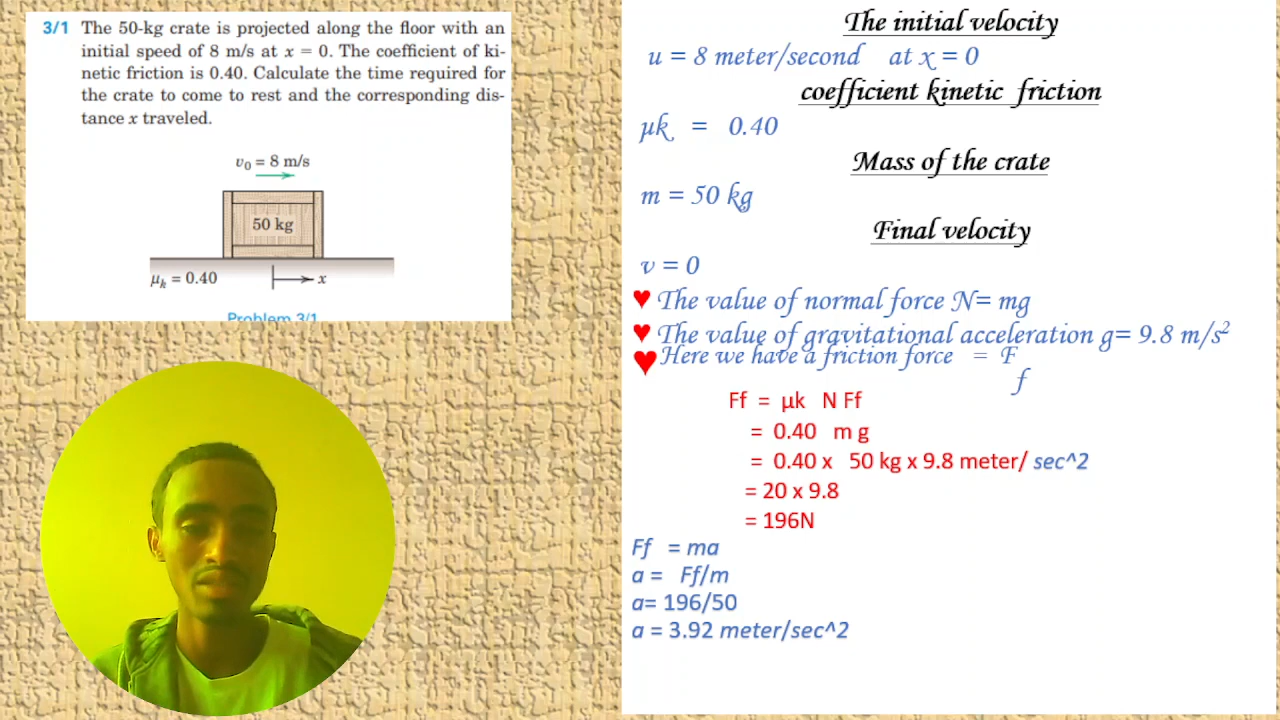 3/1 The 50-kg crate is projected along the floor with an
initial speed of 8 m/s at x = 0. The coefficient of ki-
netic friction is 0.40. Calculate the time required for
the crate to come to rest and the corresponding dis-
tance x traveled.
v₀ = 8 m/s
50 kg
μₖ = 0.40
x
Problem 3/1
The initial velocity
u = 8 meter/second at x = 0
coefficient kinetic friction
μk = 0.40
Mass of the crate
m = 50 kg
Final velocity
v = 0
♥ The value of normal force N= mg
♥ The value of gravitational acceleration g= 9.8 m/s²
♥ Here we have a friction force = F
f
Ff = μk N Ff
= 0.40 m g
= 0.40 x 50 kg x 9.8 meter/ sec^2
= 20 x 9.8
= 196N
Ff = ma
a = Ff/m
a= 196/50
a = 3.92 meter/sec^2